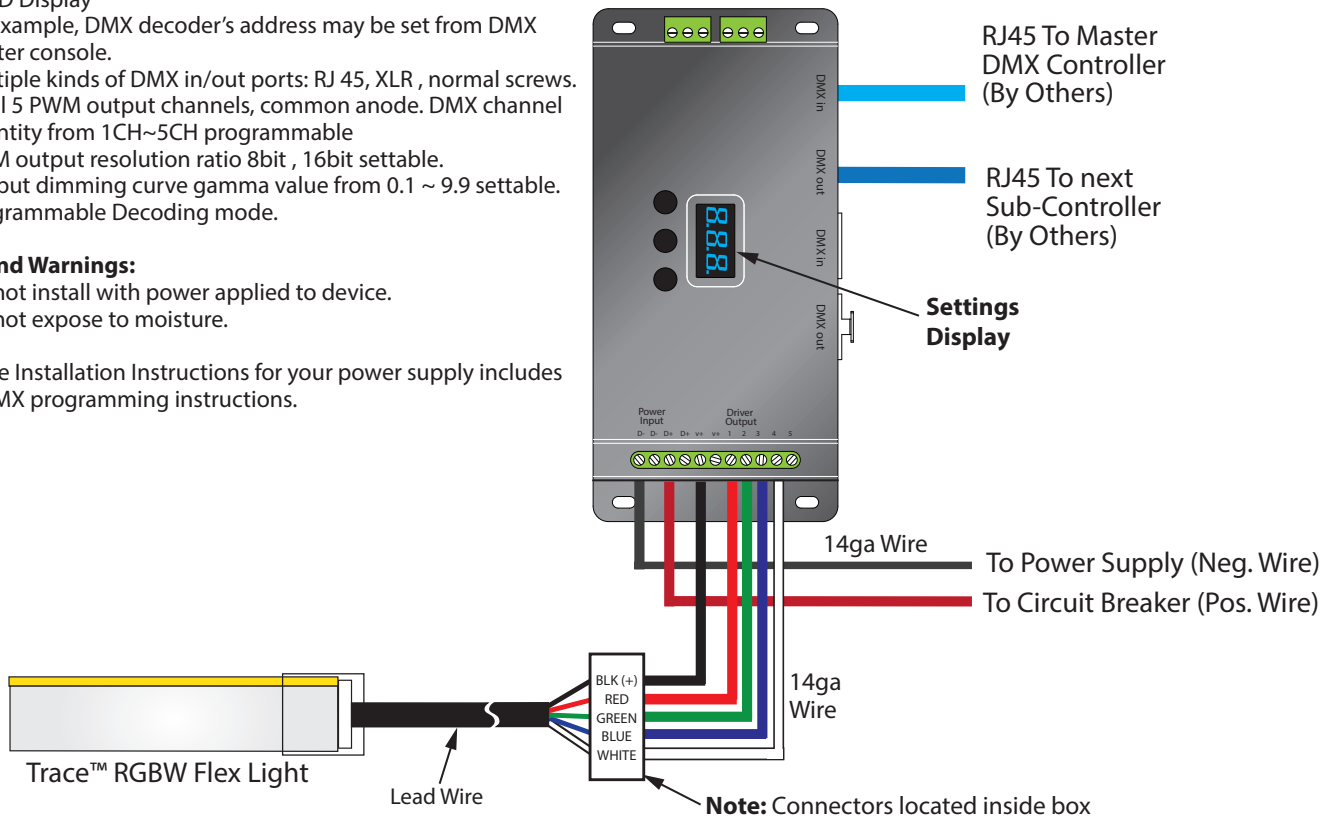 D Display
xample, DMX decoder's address may be set from DMX
ter console.
tiple kinds of DMX in/out ports: RJ 45, XLR , normal screws.
l 5 PWM output channels, common anode. DMX channel
ntity from 1CH~5CH programmable
M output resolution ratio 8bit , 16bit settable.
put dimming curve gamma value from 0.1 ~ 9.9 settable.
grammable Decoding mode.
nd Warnings:
not install with power applied to device.
not expose to moisture.
e Installation Instructions for your power supply includes
MX programming instructions.
DMX in
DMX out
DMX in
DMX out
8.8.8.
RJ45 To Master
DMX Controller
(By Others)
RJ45 To next
Sub-Controller
(By Others)
Settings
Display
Power
Input
Driver
Output
D- D- D+ D+ v+ v+ 1 2 3 4 5
14ga Wire
To Power Supply (Neg. Wire)
To Circuit Breaker (Pos. Wire)
BLK (+)
RED
GREEN
BLUE
WHITE
14ga
Wire
Trace™ RGBW Flex Light
Lead Wire
Note: Connectors located inside box